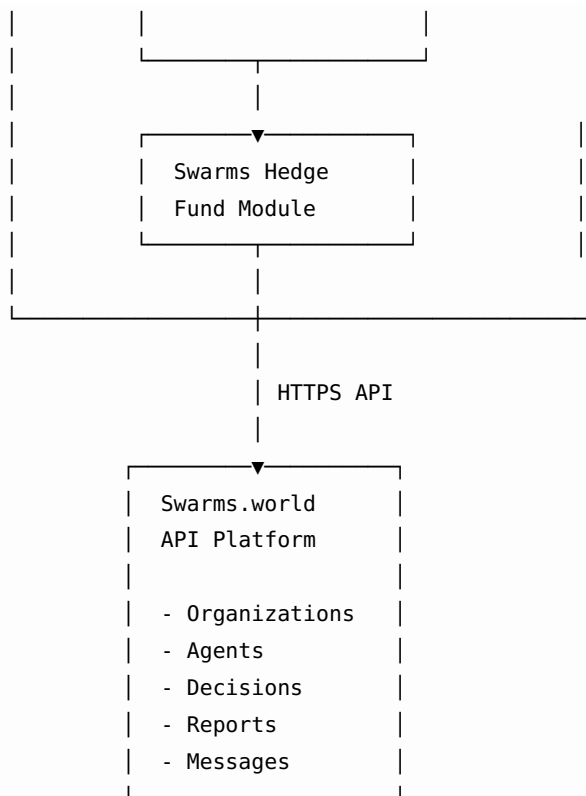 Swarms Hedge
Fund Module
HTTPS API
Swarms.world
API Platform
- Organizations
- Agents
- Decisions
- Reports
- Messages